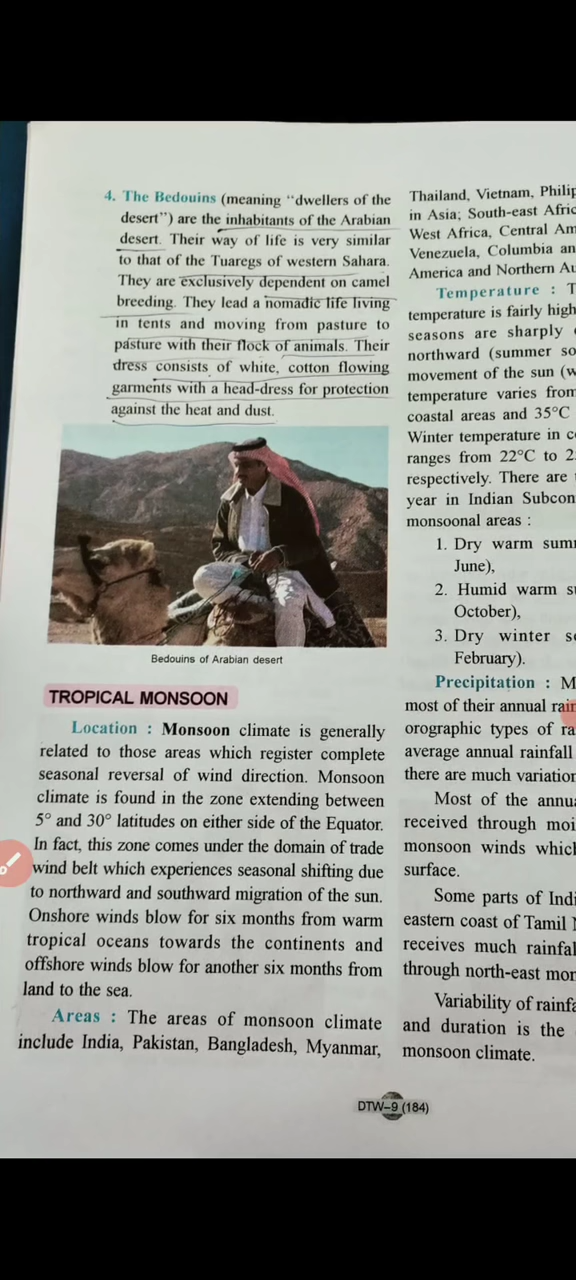 4. The Bedouins (meaning "dwellers of the
desert") are the inhabitants of the Arabian
desert. Their way of life is very similar
to that of the Tuaregs of western Sahara.
They are exclusively dependent on camel
breeding. They lead a nomadic life living
in tents and moving from pasture to
pasture with their flock of animals. Their
dress consists of white, cotton flowing
garments with a head-dress for protection
against the heat and dust.
Bedouins of Arabian desert
TROPICAL MONSOON
Location : Monsoon climate is generally
related to those areas which register complete
seasonal reversal of wind direction. Monsoon
climate is found in the zone extending between
5° and 30° latitudes on either side of the Equator.
In fact, this zone comes under the domain of trade
wind belt which experiences seasonal shifting due
to northward and southward migration of the sun.
Onshore winds blow for six months from warm
tropical oceans towards the continents and
offshore winds blow for another six months from
land to the sea.
Areas : The areas of monsoon climate
include India, Pakistan, Bangladesh, Myanmar,
Thailand, Vietnam,
in Asia; South-east
West Africa, Central
Venezuela, Columbia
America and Northern
Temperature :
temperature is fairly high
seasons are sharply
northward (summer
movement of the sun
temperature varies from
coastal areas and 35°C
Winter temperature in
ranges from 22°C to
respectively. There are
year in Indian
monsoonal areas :
1. Dry warm
June),
2. Humid warm
October),
3. Dry winter
February).
Precipitation :
most of their annual
orographic types of
average annual rainfall
there are much
Most of the
received through
monsoon winds
surface.
Some parts of
eastern coast of Tamil
receives much
through north-east
Variability of
and duration is the
monsoon climate.
DTW–9 (184)